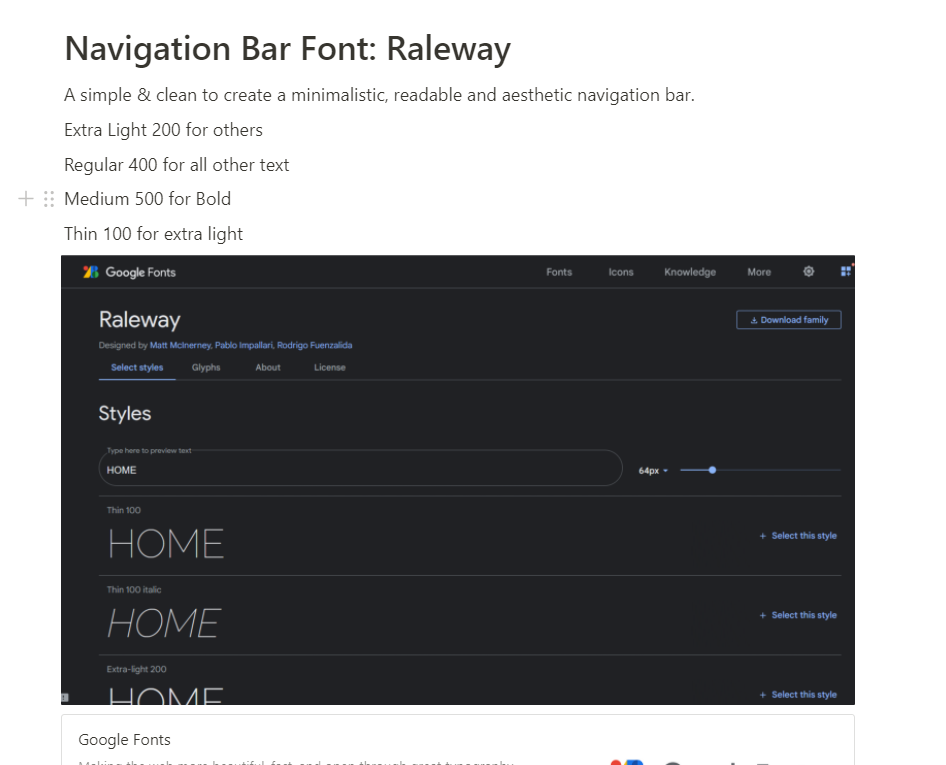 Navigation Bar Font: Raleway
A simple & clean to create a minimalistic, readable and aesthetic navigation bar.
Extra Light 200 for others
Regular 400 for all other text
Medium 500 for Bold
Thin 100 for extra light
Google Fonts
Fonts Icons Knowledge More
Raleway
Download family
Designed by Matt McInerney, Pablo Impallari, Rodrigo Fuenzalida
Select styles Glyphs About License
Styles
Type here to preview text
HOME
64px
Thin 100
HOME
+ Select this style
Thin 100 italic
HOME
+ Select this style
Extra-light 200
HOME
+ Select this style
Google Fonts
Making the web more beautiful, fast, and open through great typography